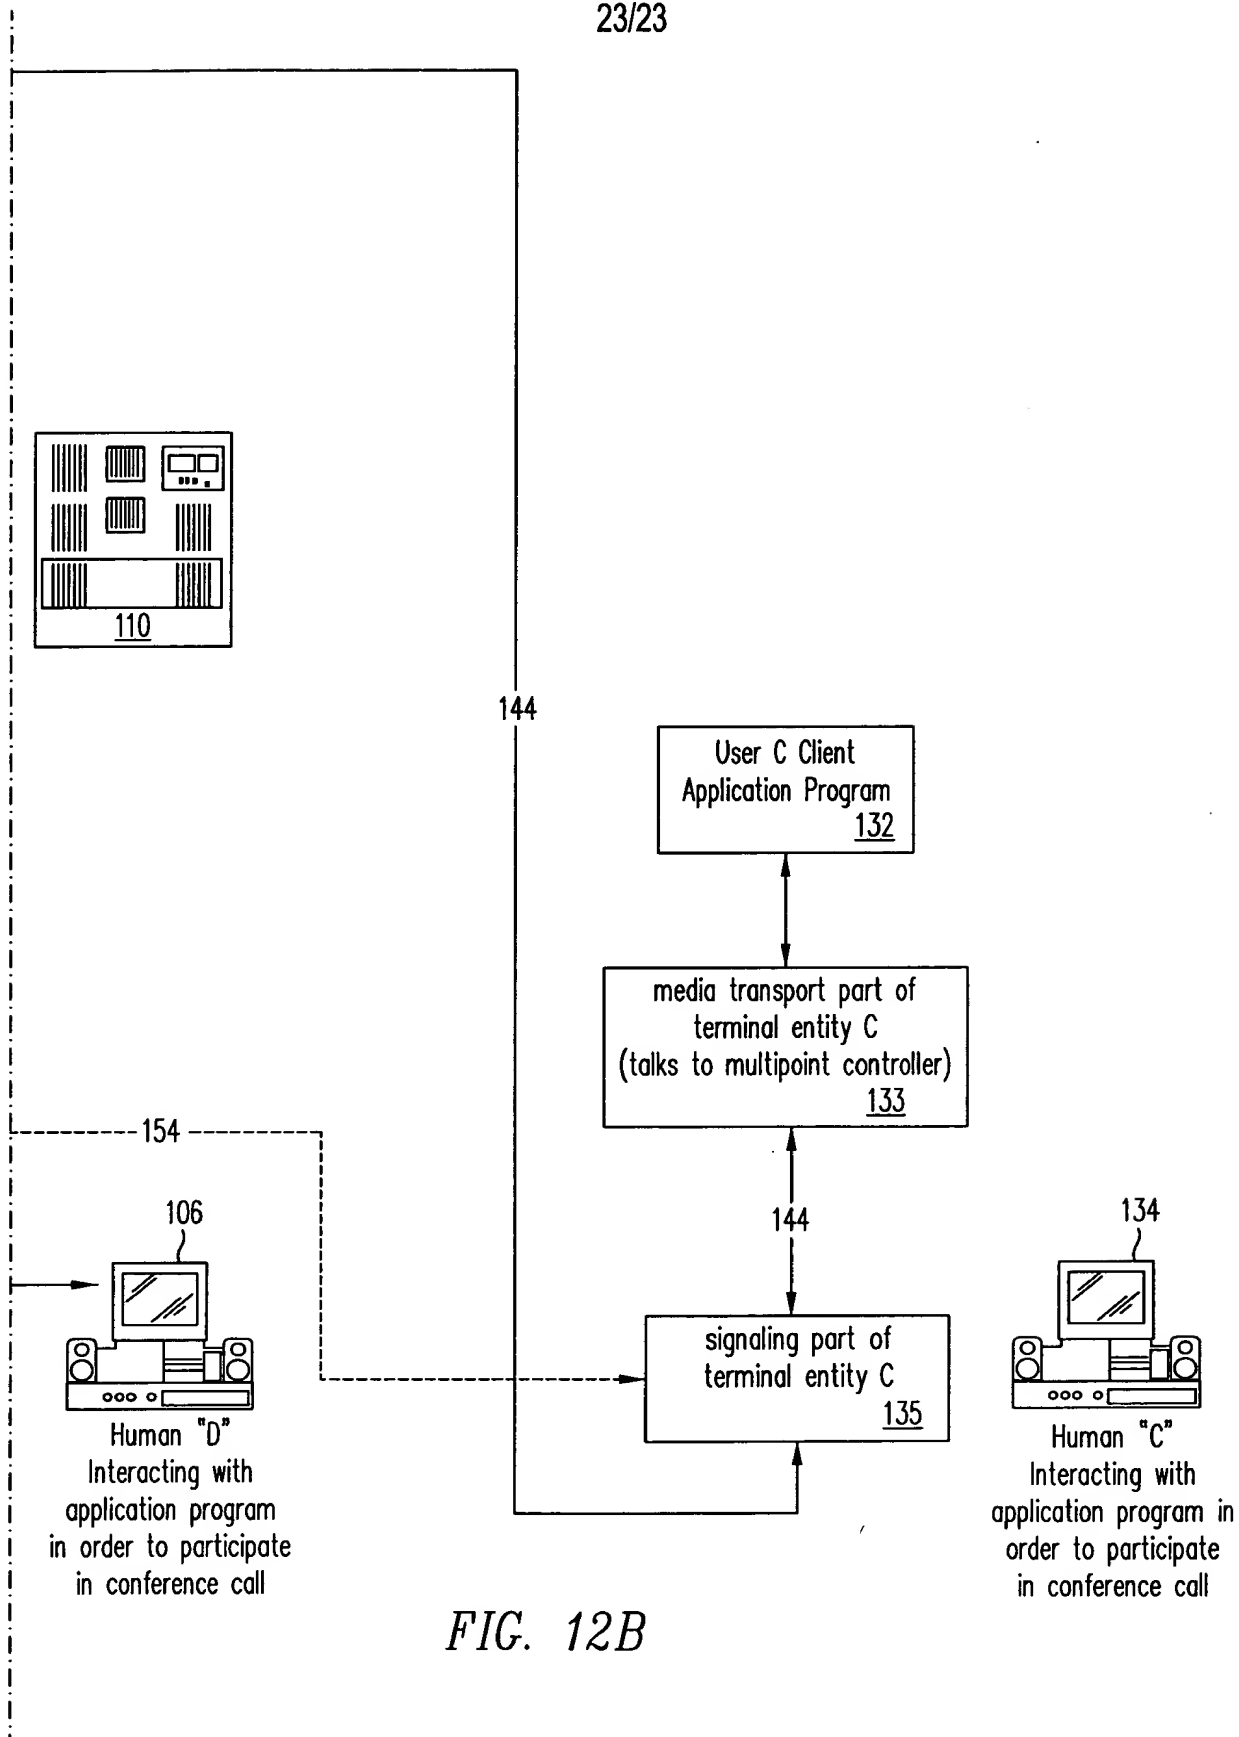 23/23
110
144
User C Client
Application Program
132
media transport part of
terminal entity C
(talks to multipoint controller)
133
154
144
106
134
signaling part of
terminal entity C
135
Human "D"
Interacting with
application program
in order to participate
in conference call
Human "C"
Interacting with
application program in
order to participate
in conference call
FIG. 12B